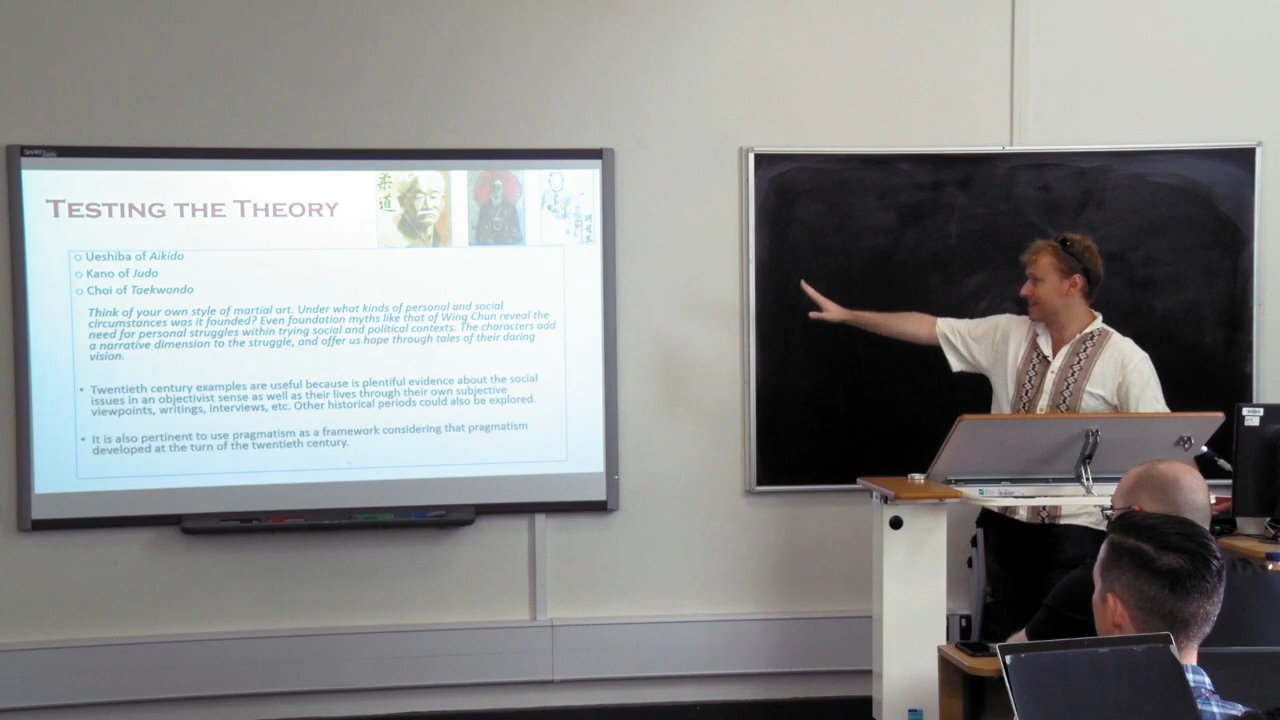 SMART
TESTING THE THEORY
柔
道
Ueshiba of Aikido
Kano of Judo
Choi of Taekwondo
Think of your own style of martial art. Under what kinds of personal and social
circumstances was it founded? Even foundation myths like that of Wing Chun reveal the
need for personal struggles within trying social and political contexts. The characters add
a narrative dimension to the struggle, and offer us hope through tales of their daring
vision.
• Twentieth century examples are useful because is plentiful evidence about the social
issues in an objectivist sense as well as their lives through their own subjective
viewpoints, writings, interviews, etc. Other historical periods could also be explored.
• It is also pertinent to use pragmatism as a framework considering that pragmatism
developed at the turn of the twentieth century.